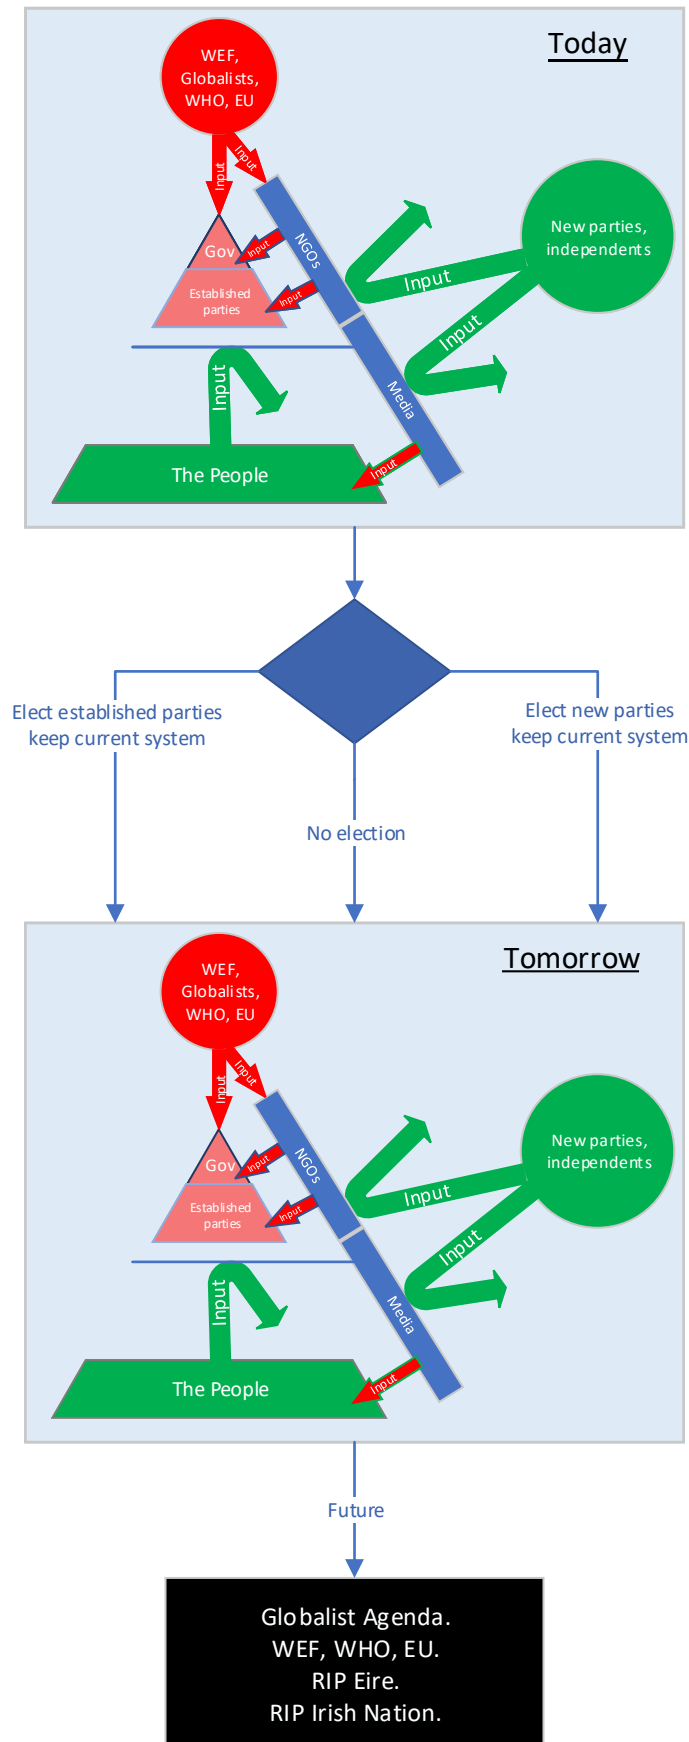 Today
WEF,
Globalists,
WHO, EU
Input
Input
NGOs
Gov
Input
Established
parties
Input
New parties,
independents
Input
Input
Input
Media
The People
Input
Elect established parties
keep current system
Elect new parties
keep current system
No election
Tomorrow
WEF,
Globalists,
WHO, EU
Input
Input
NGOs
Gov
Input
Established
parties
Input
New parties,
independents
Input
Input
Input
Media
The People
Input
Future
Globalist Agenda.
WEF, WHO, EU.
RIP Eire.
RIP Irish Nation.